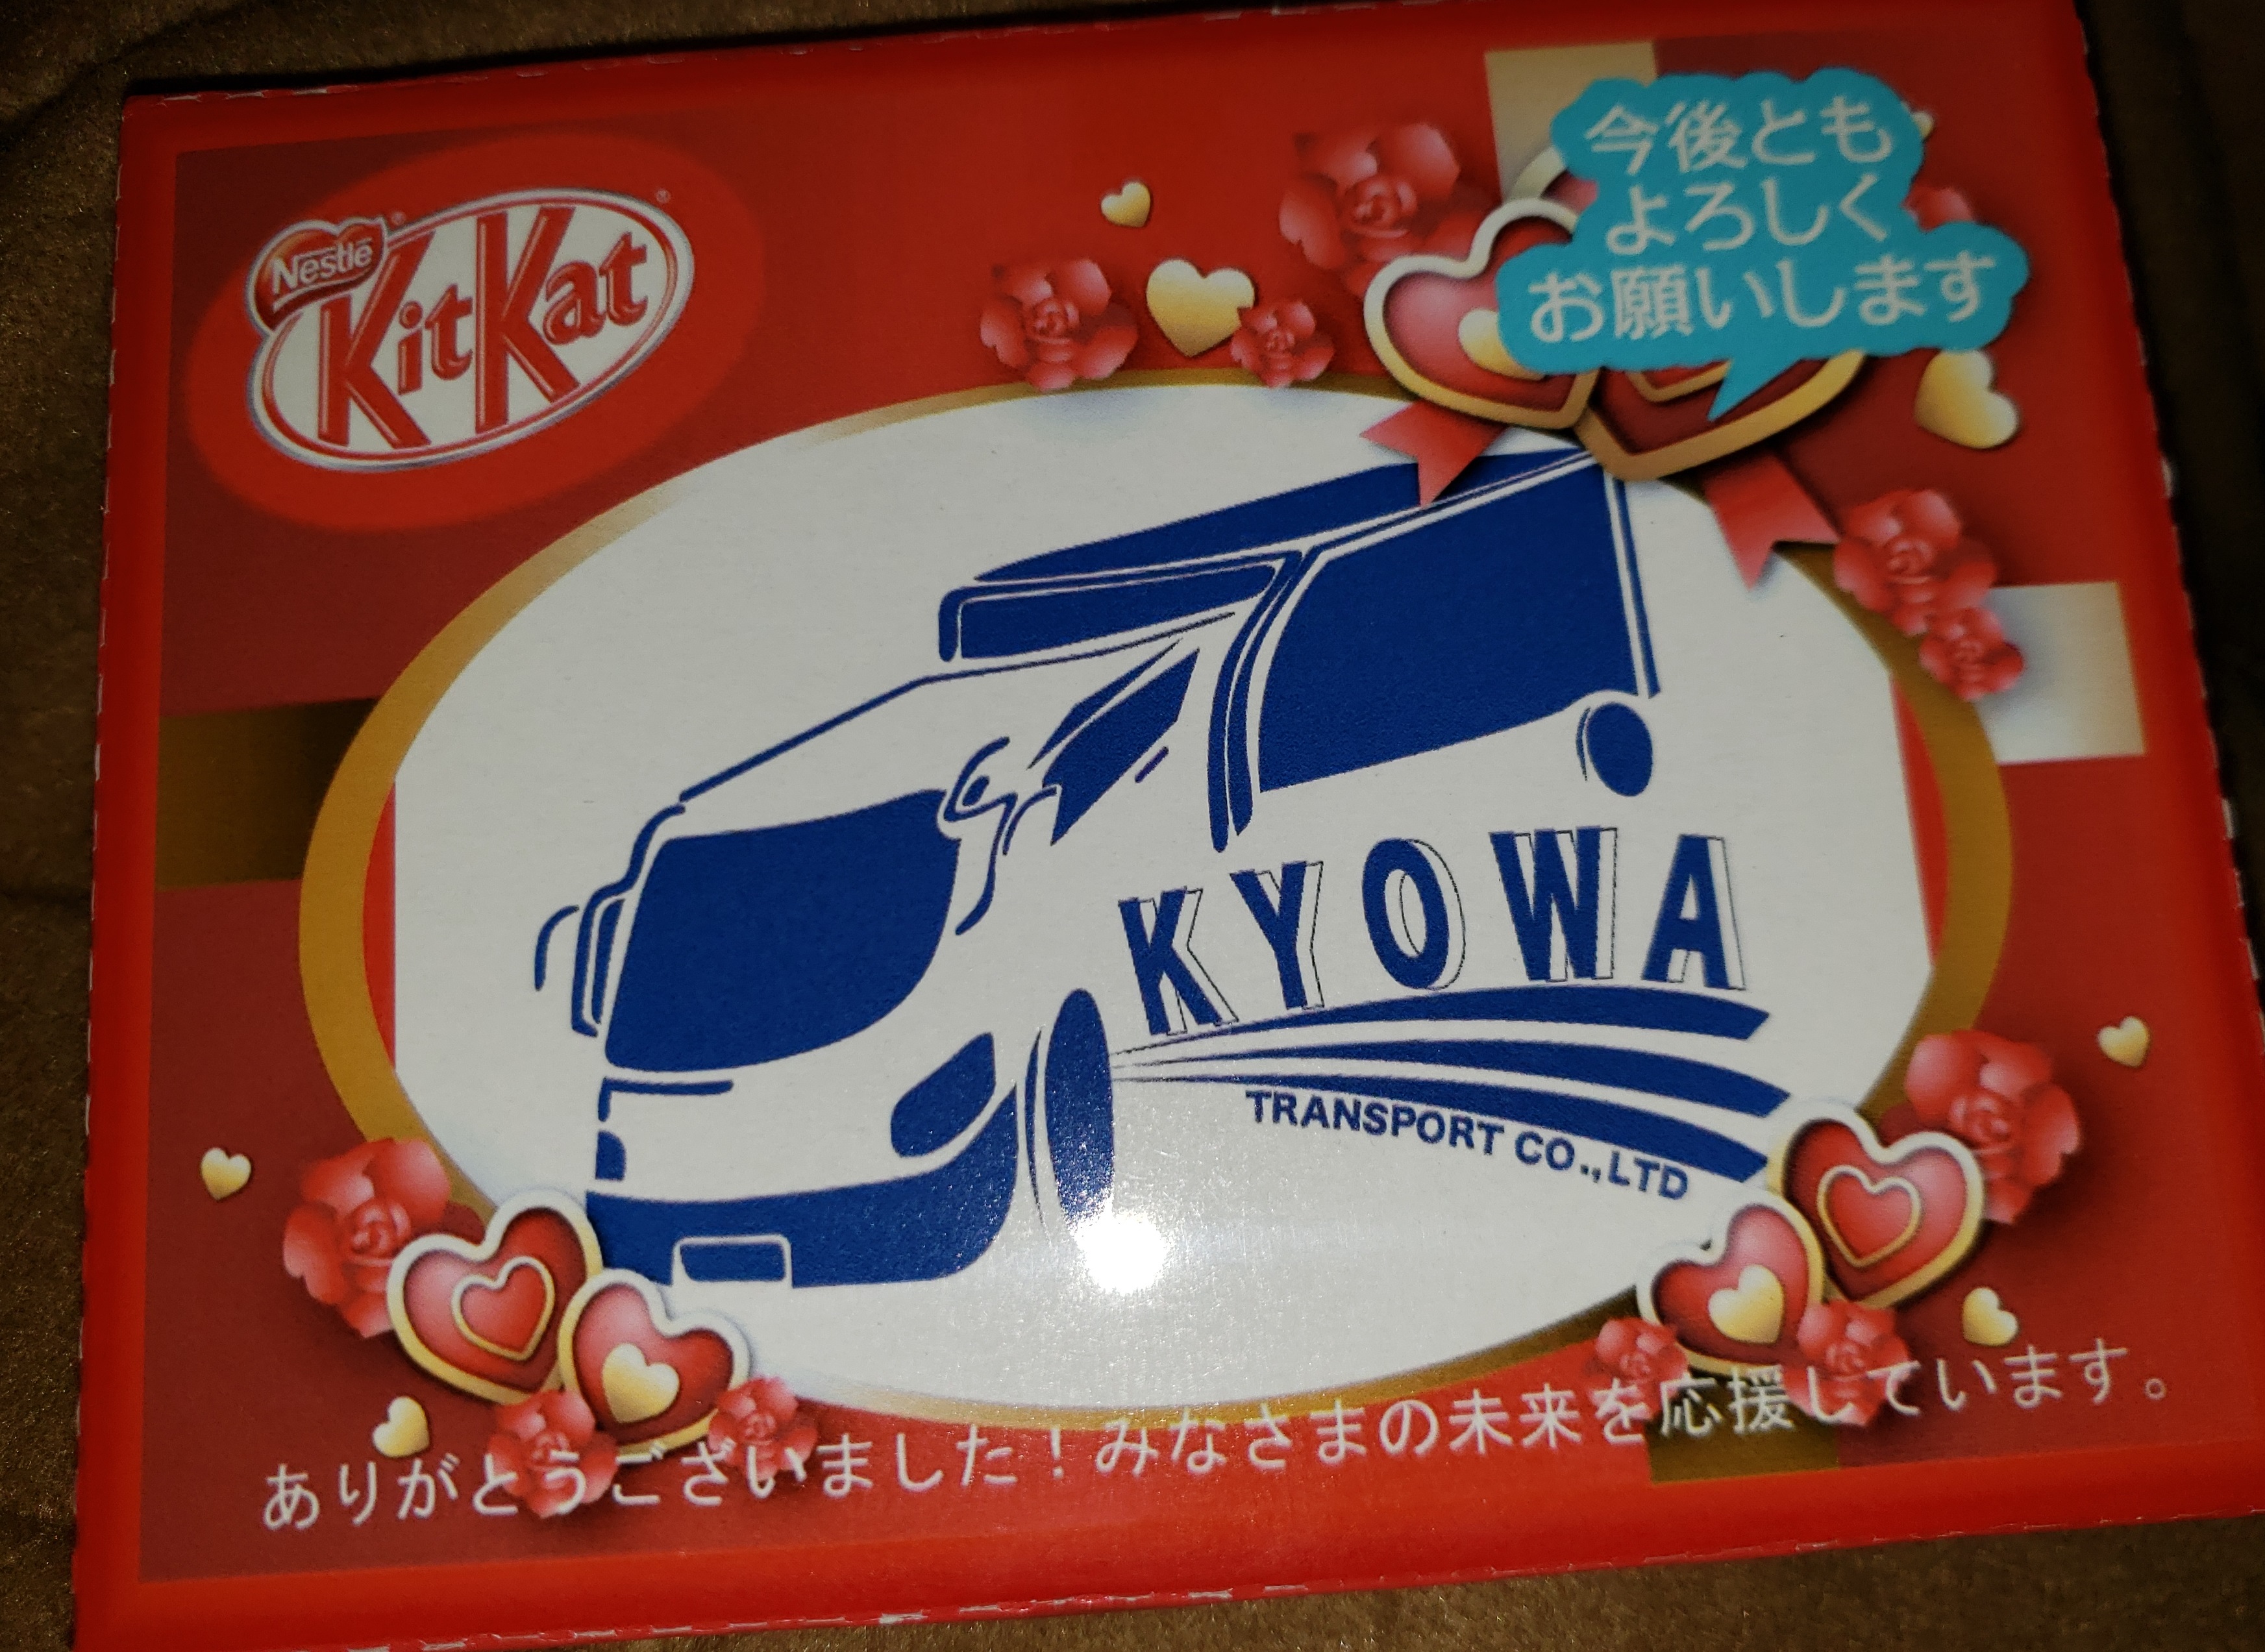 Nestlé
KitKat
今後とも
よろしく
お願いします
KYOWA
TRANSPORT CO.,LTD
ありがとうございました！みなさまの未来を応援しています。